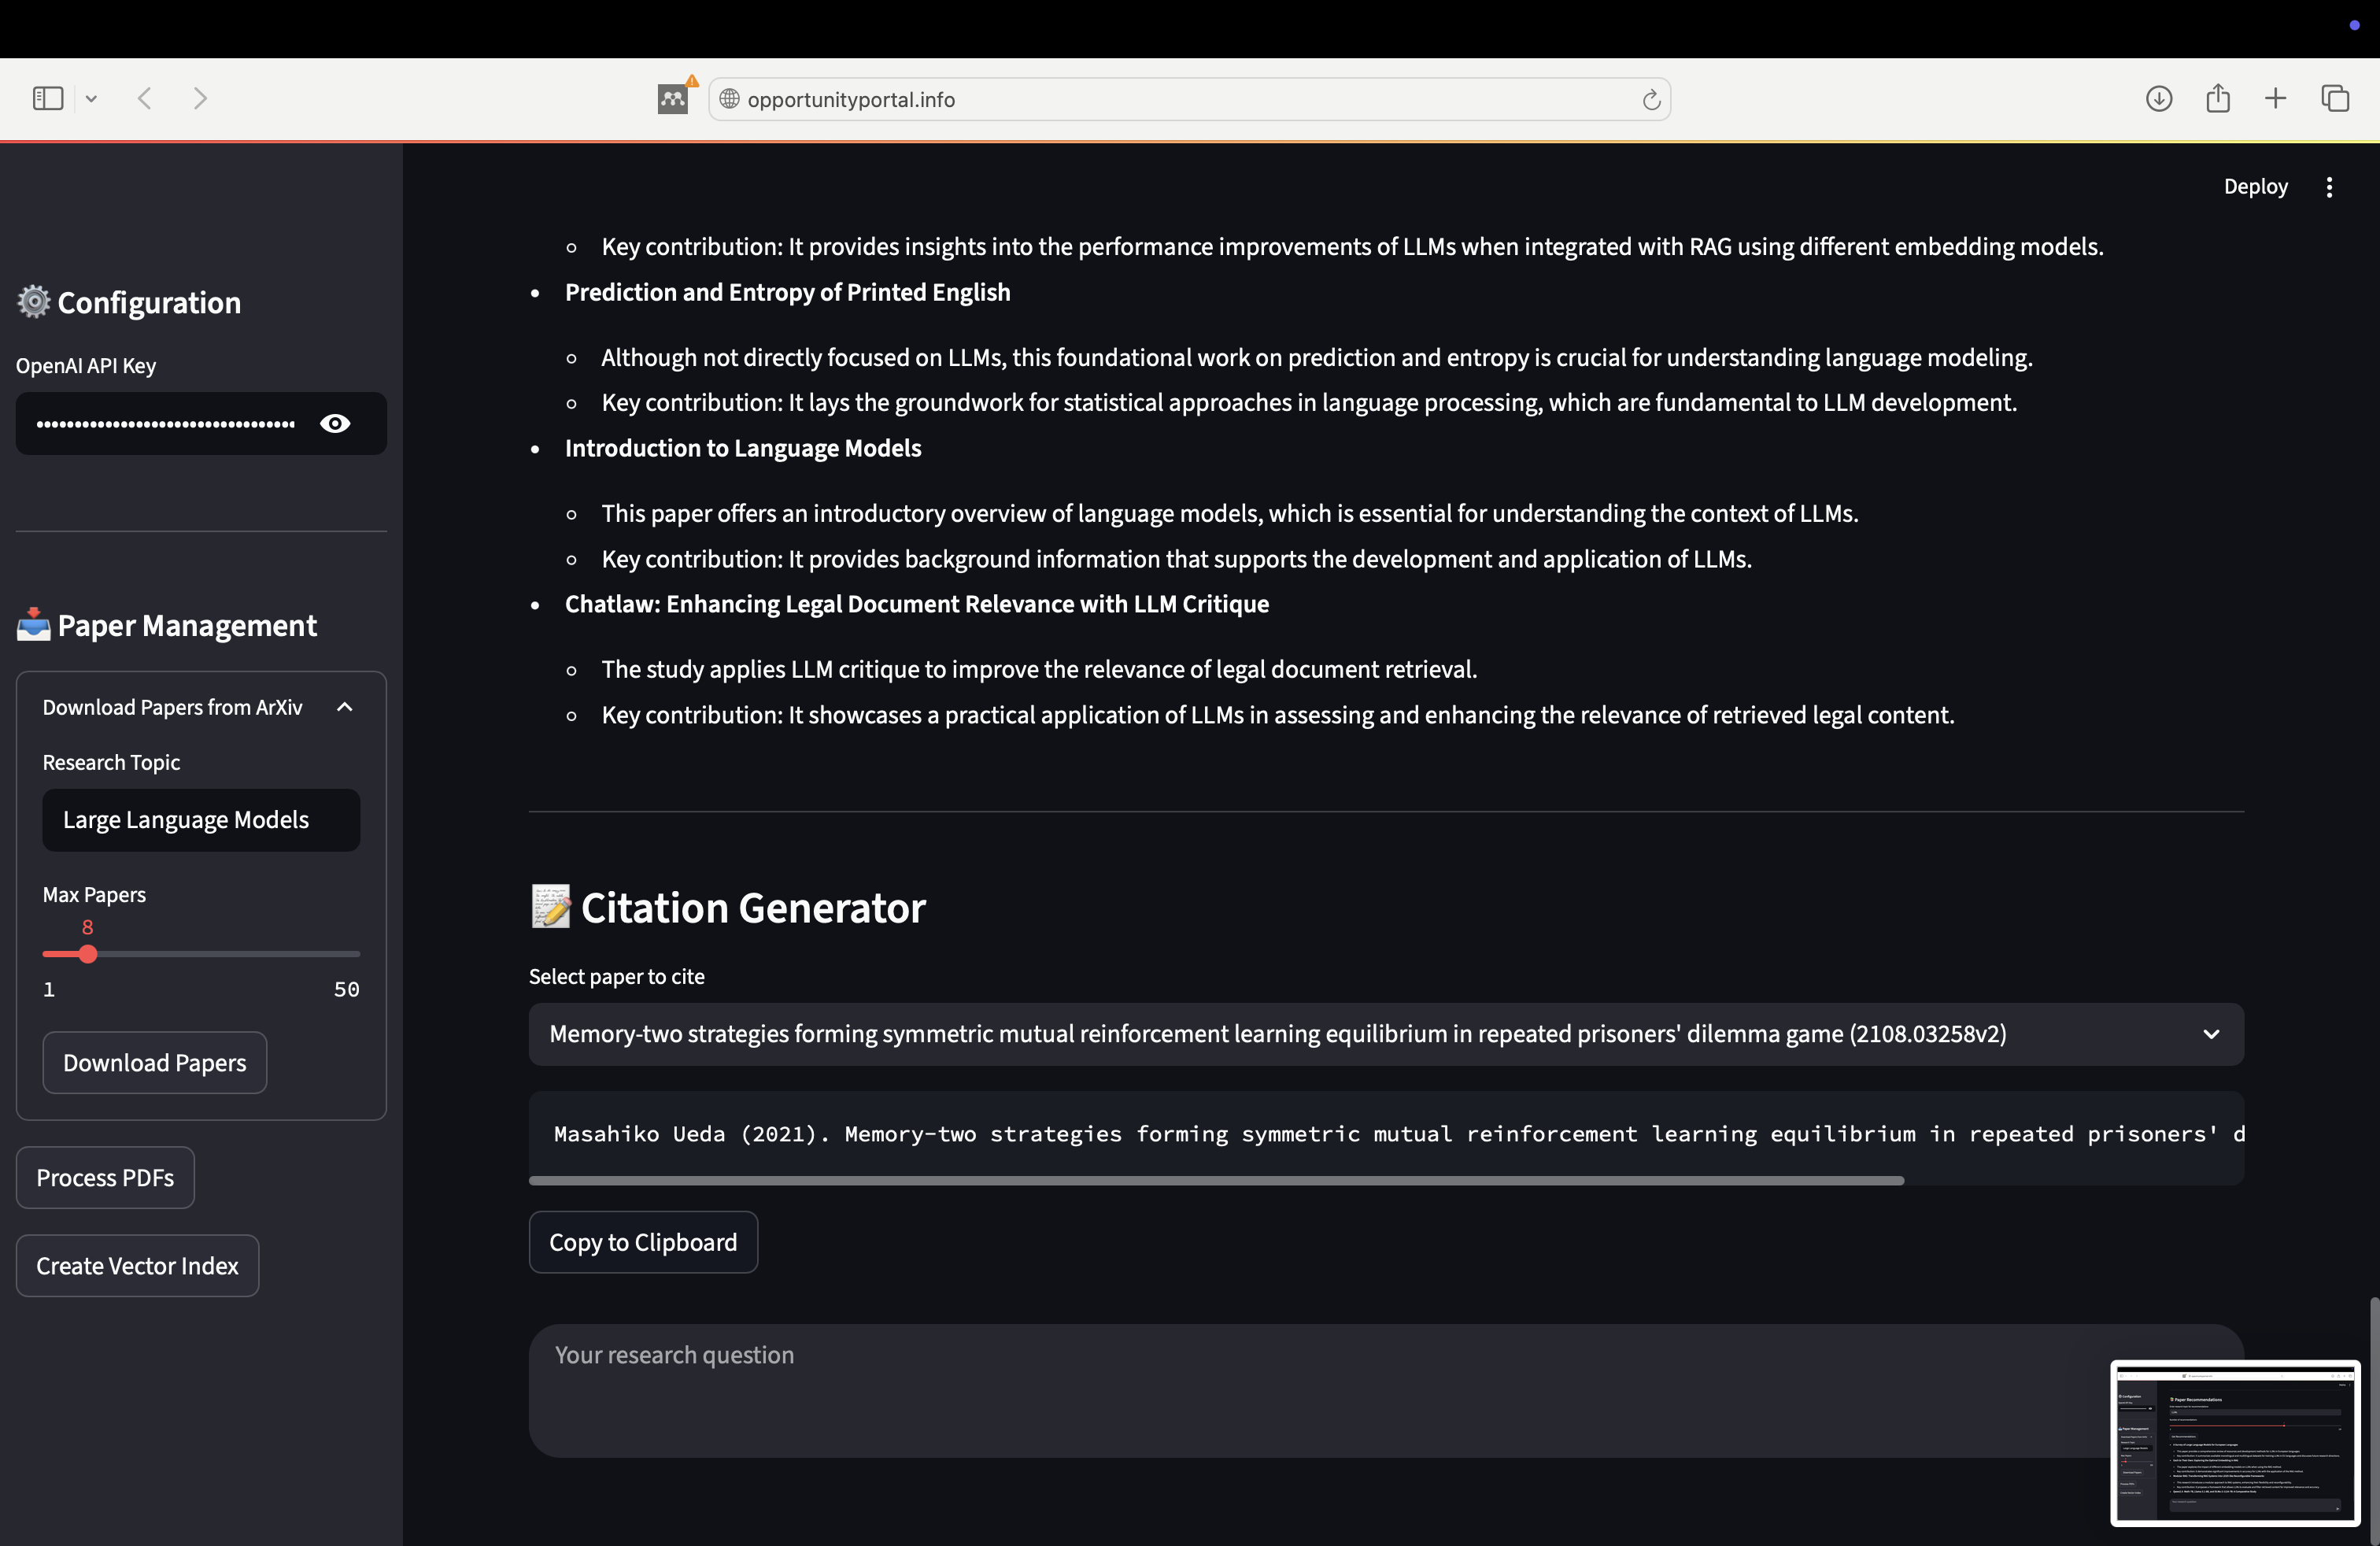 opportunityportal.info
Deploy
Configuration
OpenAI API Key
Paper Management
Download Papers from ArXiv
Research Topic
Large Language Models
Max Papers
8
1 50
Download Papers
Process PDFs
Create Vector Index
Key contribution: It provides insights into the performance improvements of LLMs when integrated with RAG using different embedding models.
Prediction and Entropy of Printed English
Although not directly focused on LLMs, this foundational work on prediction and entropy is crucial for understanding language modeling.
Key contribution: It lays the groundwork for statistical approaches in language processing, which are fundamental to LLM development.
Introduction to Language Models
This paper offers an introductory overview of language models, which is essential for understanding the context of LLMs.
Key contribution: It provides background information that supports the development and application of LLMs.
Chatlaw: Enhancing Legal Document Relevance with LLM Critique
The study applies LLM critique to improve the relevance of legal document retrieval.
Key contribution: It showcases a practical application of LLMs in assessing and enhancing the relevance of retrieved legal content.
Citation Generator
Select paper to cite
Memory-two strategies forming symmetric mutual reinforcement learning equilibrium in repeated prisoners' dilemma game (2108.03258v2)
Masahiko Ueda (2021). Memory-two strategies forming symmetric mutual reinforcement learning equilibrium in repeated prisoners' d
Copy to Clipboard
Your research question
Paper Recommendations